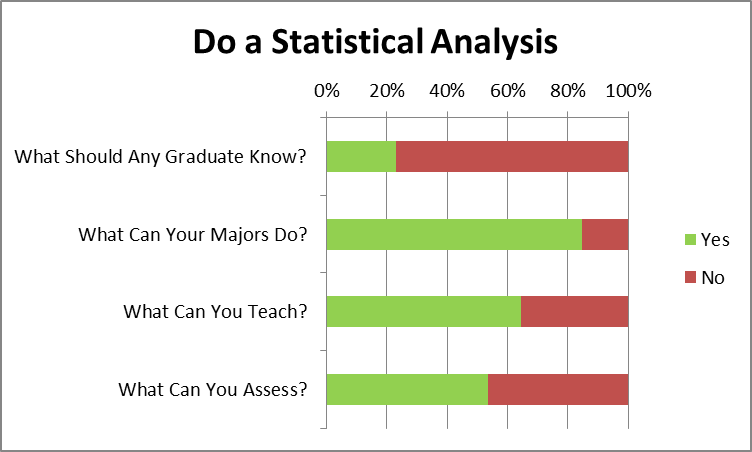 Do a Statistical Analysis
0% 20% 40% 60% 80% 100%
What Should Any Graduate Know?
What Can Your Majors Do?
Yes
No
What Can You Teach?
What Can You Assess?